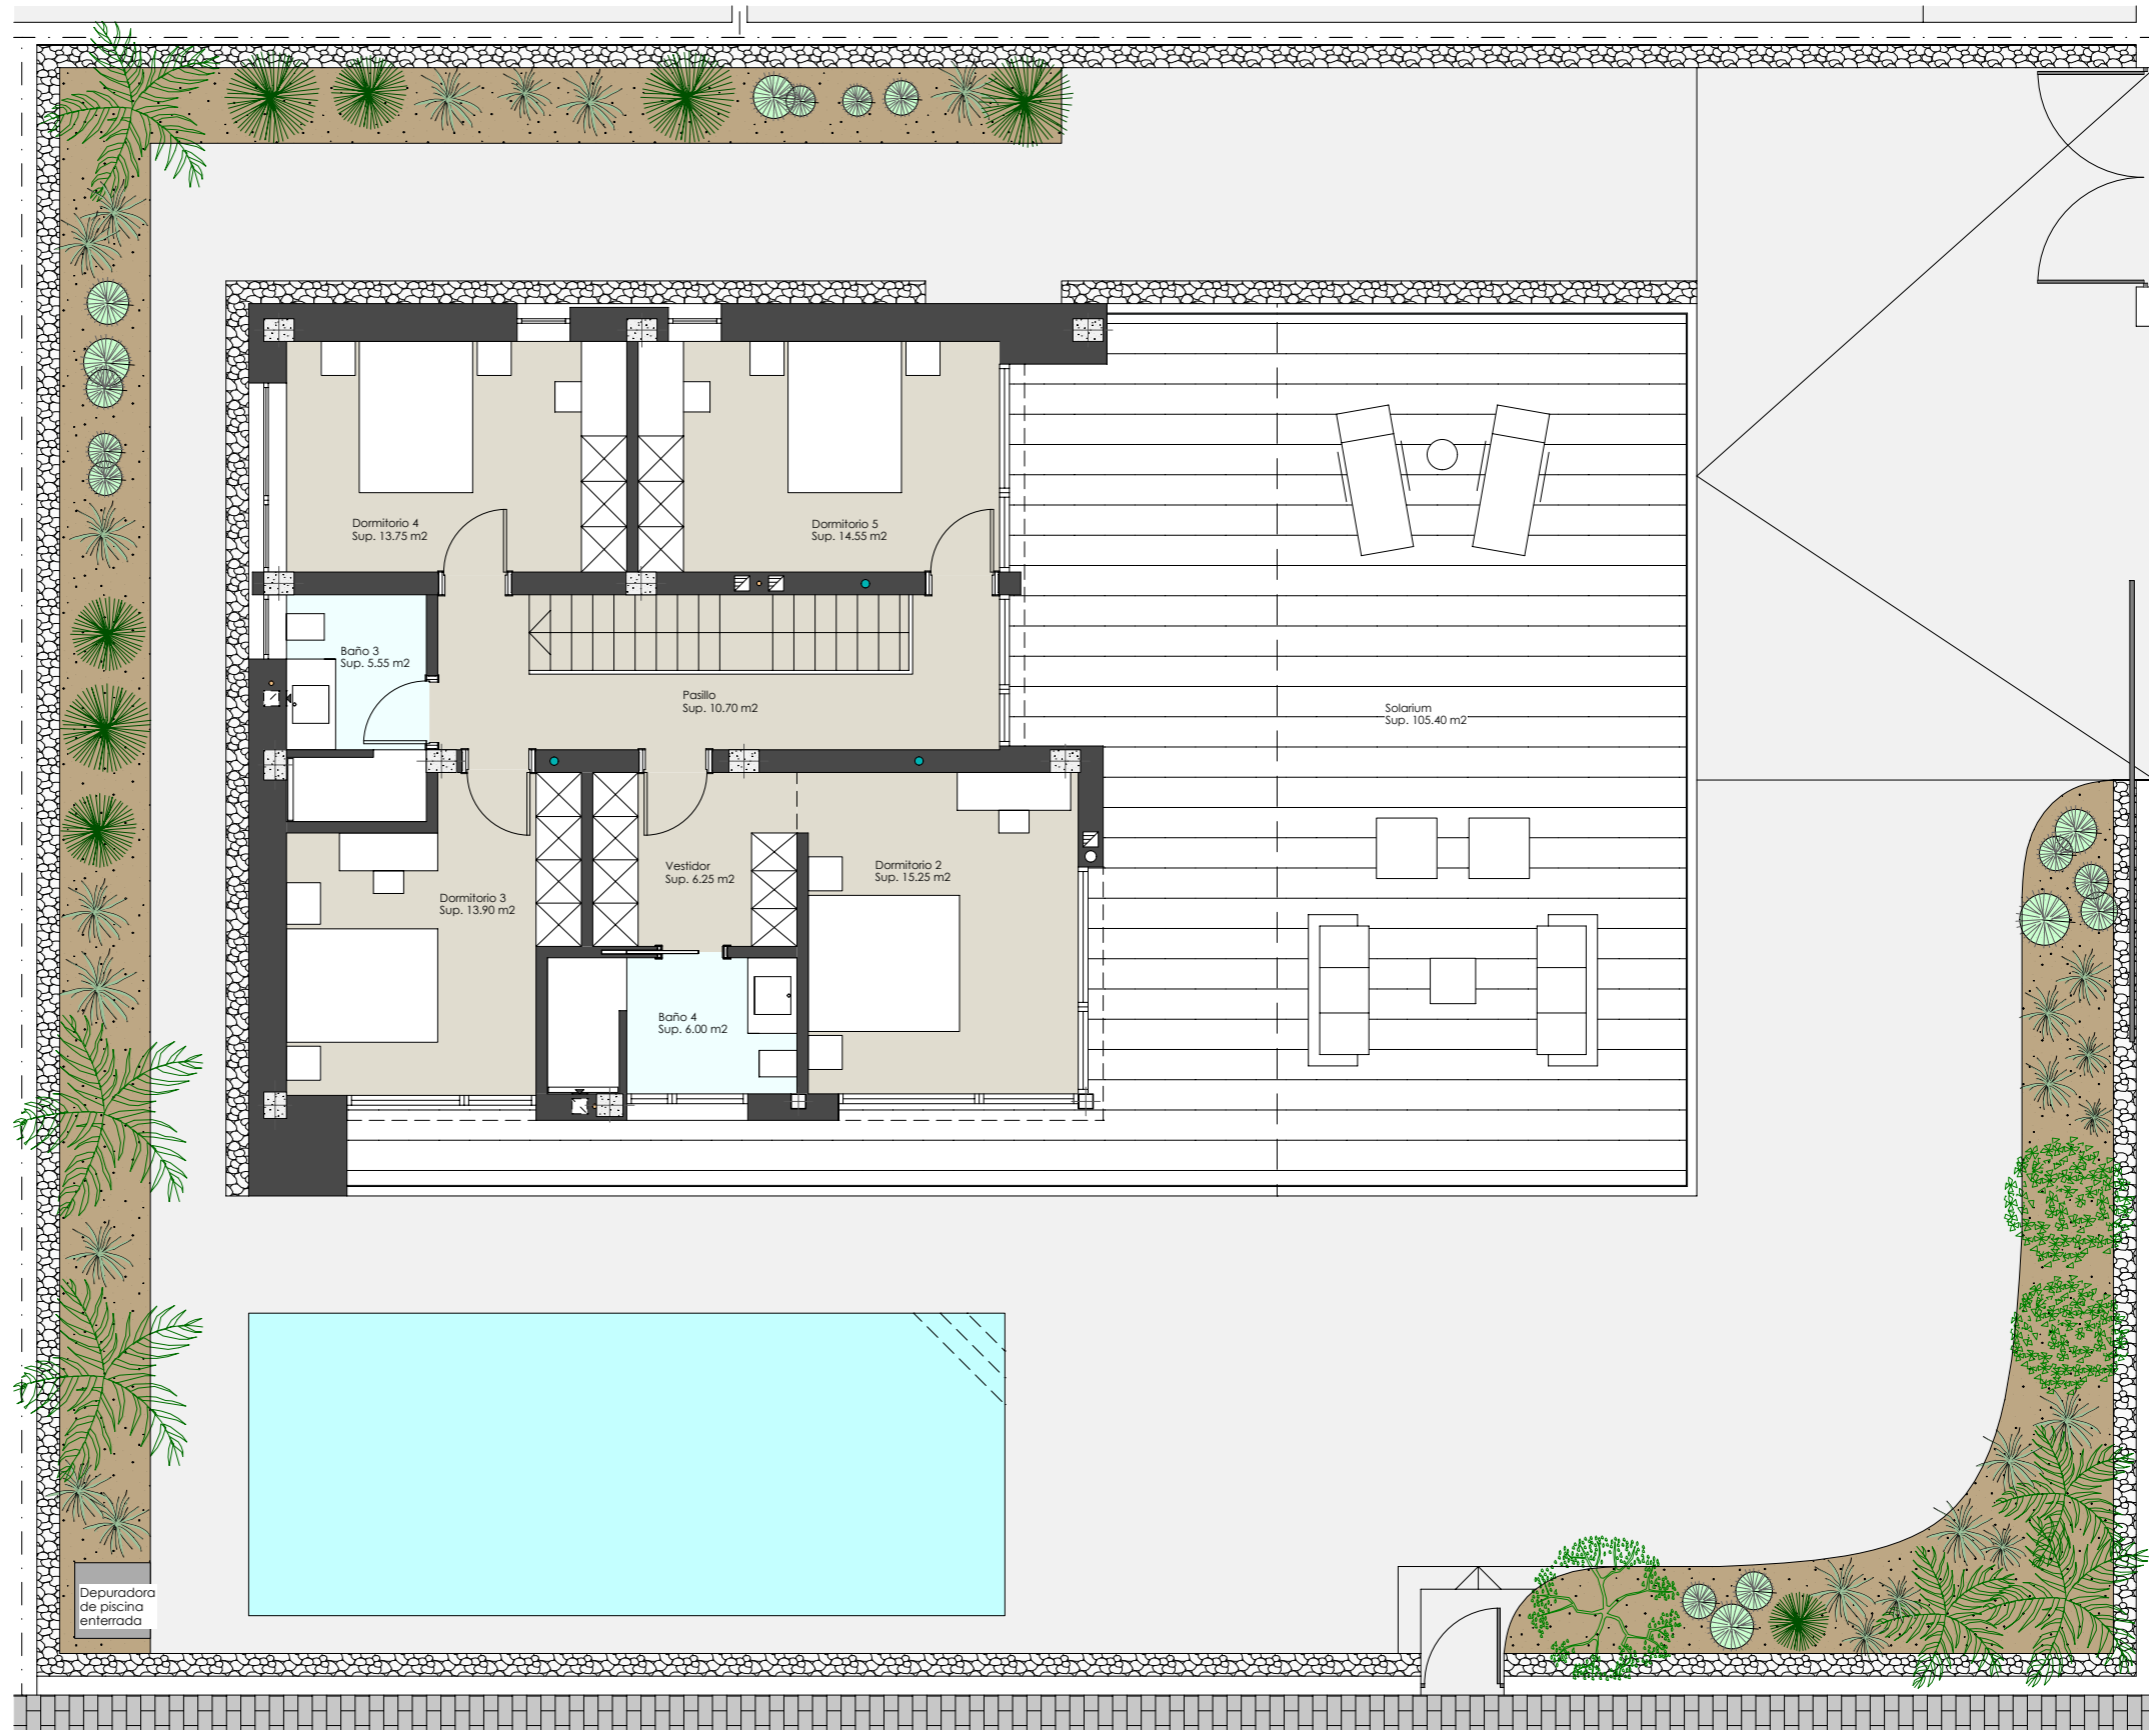 Dormitorio 4
Sup. 13.75 m2
Dormitorio 5
Sup. 14.55 m2
Baño 3
Sup. 5.55 m2
Pasillo
Sup. 10.70 m2
Solarium
Sup. 105.40 m2
Vestidor
Sup. 6.25 m2
Dormitorio 2
Sup. 15.25 m2
Dormitorio 3
Sup. 13.90 m2
Baño 4
Sup. 6.00 m2
Depuradora
de piscina
enterrada